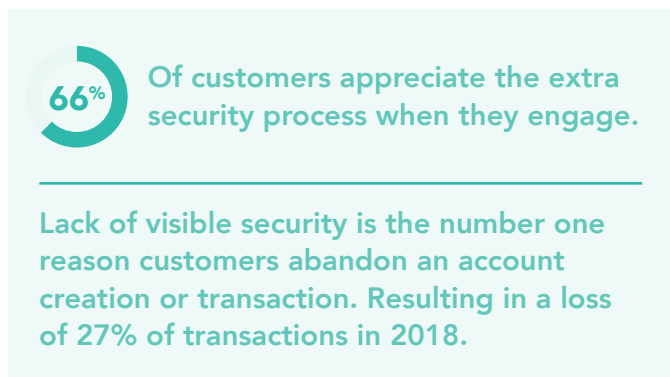 66%
Of customers appreciate the extra
security process when they engage.
Lack of visible security is the number one
reason customers abandon an account
creation or transaction. Resulting in a loss
of 27% of transactions in 2018.